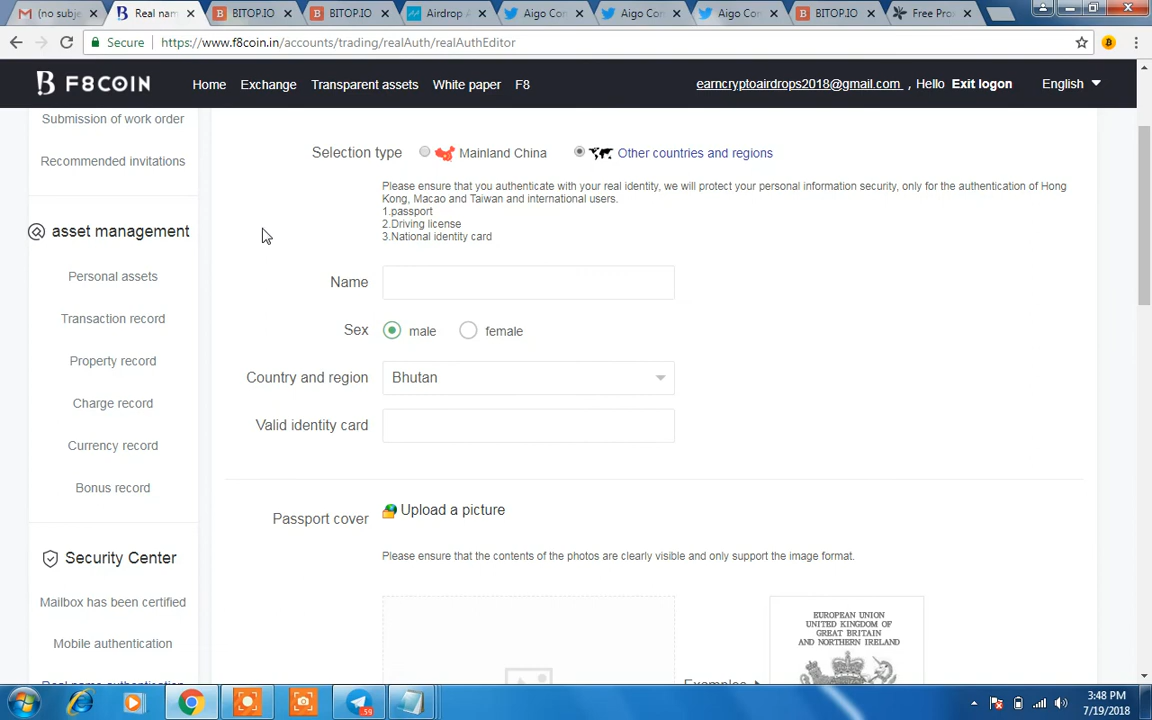 (no subje
Real nam
BITOP.IO
BITOP.IO
Airdrop A
Aigo Con
Aigo Con
Aigo Con
BITOP.IO
Free Pro
Secure
https://www.f8coin.in/accounts/trading/realAuth/realAuthEditor
F8COIN
Home
Exchange
Transparent assets
White paper
F8
earncryptoairdrops2018@gmail.com , Hello Exit logon
English
Submission of work order
Recommended invitations
asset management
Personal assets
Transaction record
Property record
Charge record
Currency record
Bonus record
Security Center
Mailbox has been certified
Mobile authentication
Real name authentication
Selection type
Mainland China
Other countries and regions
Please ensure that you authenticate with your real identity, we will protect your personal information security, only for the authentication of Hong
Kong, Macao and Taiwan and international users.
1.passport
2.Driving license
3.National identity card
Name
Sex
male
female
Country and region
Bhutan
Valid identity card
Passport cover
Upload a picture
Please ensure that the contents of the photos are clearly visible and only support the image format.
Examples
EUROPEAN UNION
UNITED KINGDOM OF
GREAT BRITAIN
AND NORTHERN IRELAND
59
3:48 PM
7/19/2018